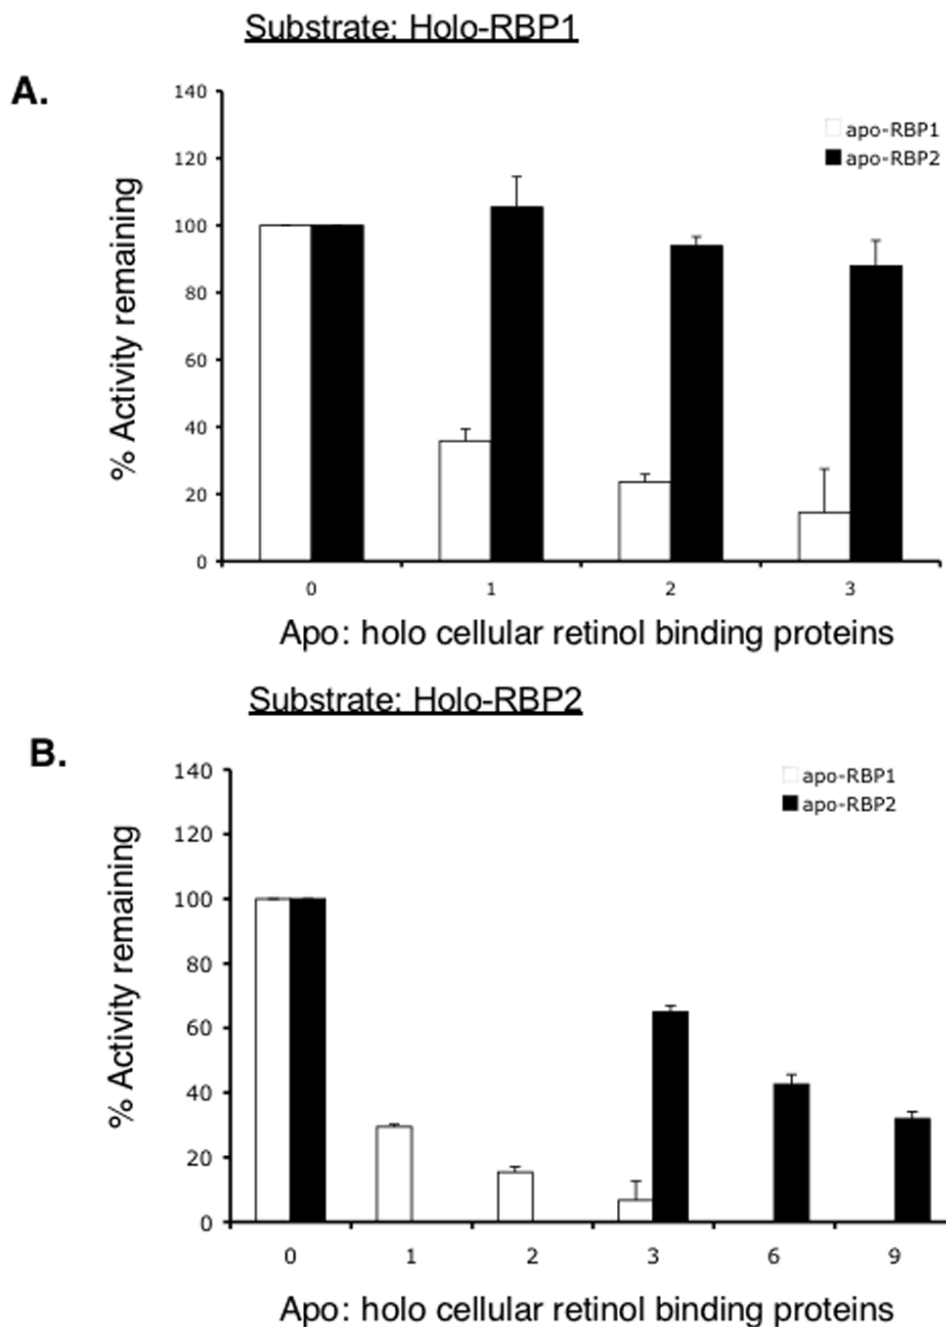 Substrate: Holo-RBP1
A.
140
120
100
80
60
40
20
0
% Activity remaining
apo-RBP1
apo-RBP2
0 1 2 3
Apo: holo cellular retinol binding proteins
Substrate: Holo-RBP2
B.
140
120
100
80
60
40
20
0
% Activity remaining
apo-RBP1
apo-RBP2
0 1 2 3 6 9
Apo: holo cellular retinol binding proteins